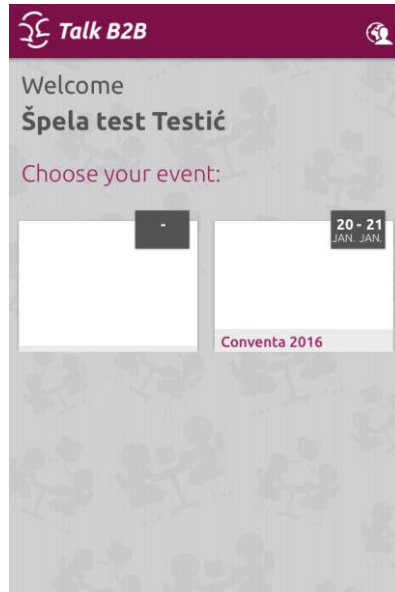 Talk B2B
Welcome
Špela test Testić
Choose your event:
-
20 - 21
JAN. JAN.
Conventa 2016